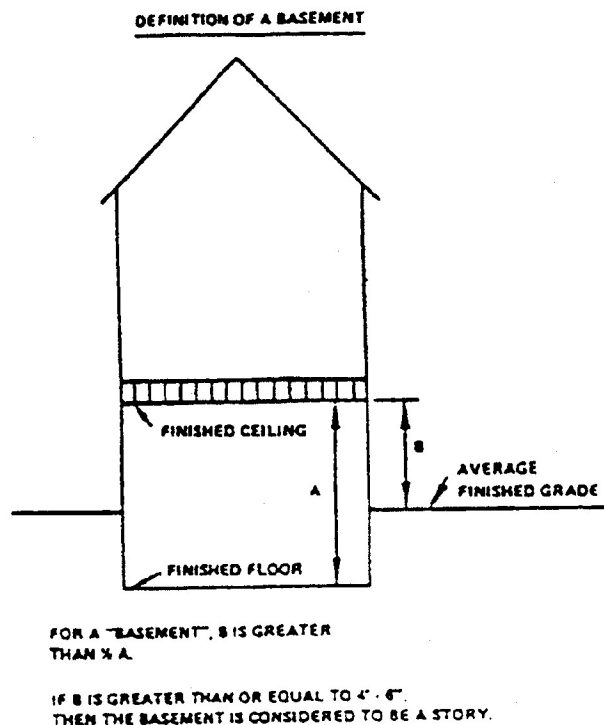 DEFINITION OF A BASEMENT
FINISHED CEILING
B
A
AVERAGE
FINISHED GRADE
FINISHED FLOOR
FOR A "BASEMENT", B IS GREATER
THAN ½ A.
IF B IS GREATER THAN OR EQUAL TO 4' - 6",
THEN THE BASEMENT IS CONSIDERED TO BE A STORY.